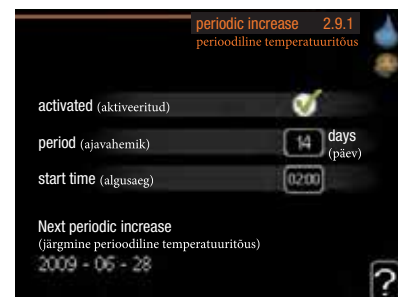 periodic increase 2.9.1
perioodiline temperatuuritõus
activated (aktiveeritud)
period (ajavahemik) 14 days
(päev)
start time (algusaeg) 02:00
Next periodic increase
(järgmine perioodiline temperatuuritõus)
2009 - 06 - 28
?